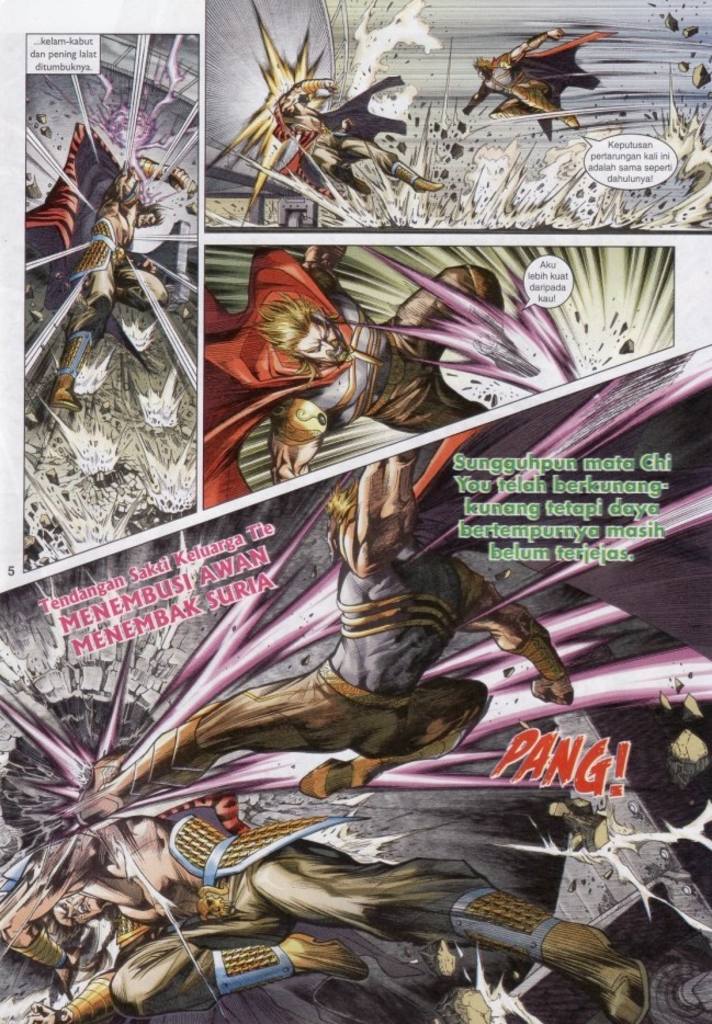 ...kelam-kabut
dan pening lalat
ditumbuknya.
Keputusan
pertarungan kali ini
adalah sama seperti
dahulunya!
Aku
lebih kuat
daripada
kau!
Sungguhpun mata Chi
You telah berkunang-
kunang tetapi daya
bertempurnya masih
belum terjejas.
Tendangan Sakti Keluarga Tie
MENEMBUSI AWAN
MENEMBAK SURIA
PANG!
5